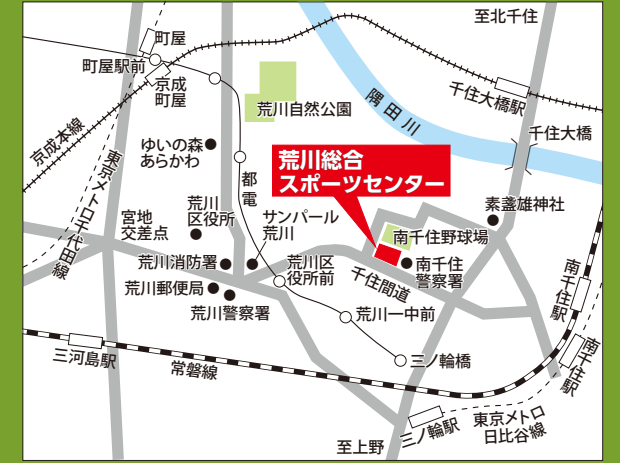 至北千住
町屋
町屋駅前
京成
町屋
千住大橋駅
荒川自然公園
隅田川
千住大橋
京成本線
ゆいの森
あらかわ
荒川総合
スポーツセンター
東京メトロ千代田線
都電
荒川
区役所
サンパール
荒川
素盞雄神社
宮地
交差点
南千住野球場
荒川消防署
荒川区
役所前
千住間道
南千住
警察署
南千住駅
荒川郵便局
荒川警察署
荒川一中前
南千住駅
三河島駅
常磐線
三ノ輪橋
三ノ輪駅
東京メトロ
日比谷線
至上野